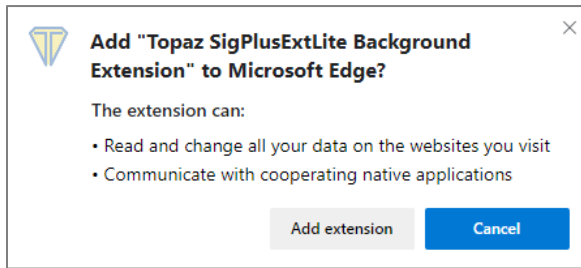 Add "Topaz SigPlusExtLite Background
Extension" to Microsoft Edge?
The extension can:
• Read and change all your data on the websites you visit
• Communicate with cooperating native applications
Add extension
Cancel